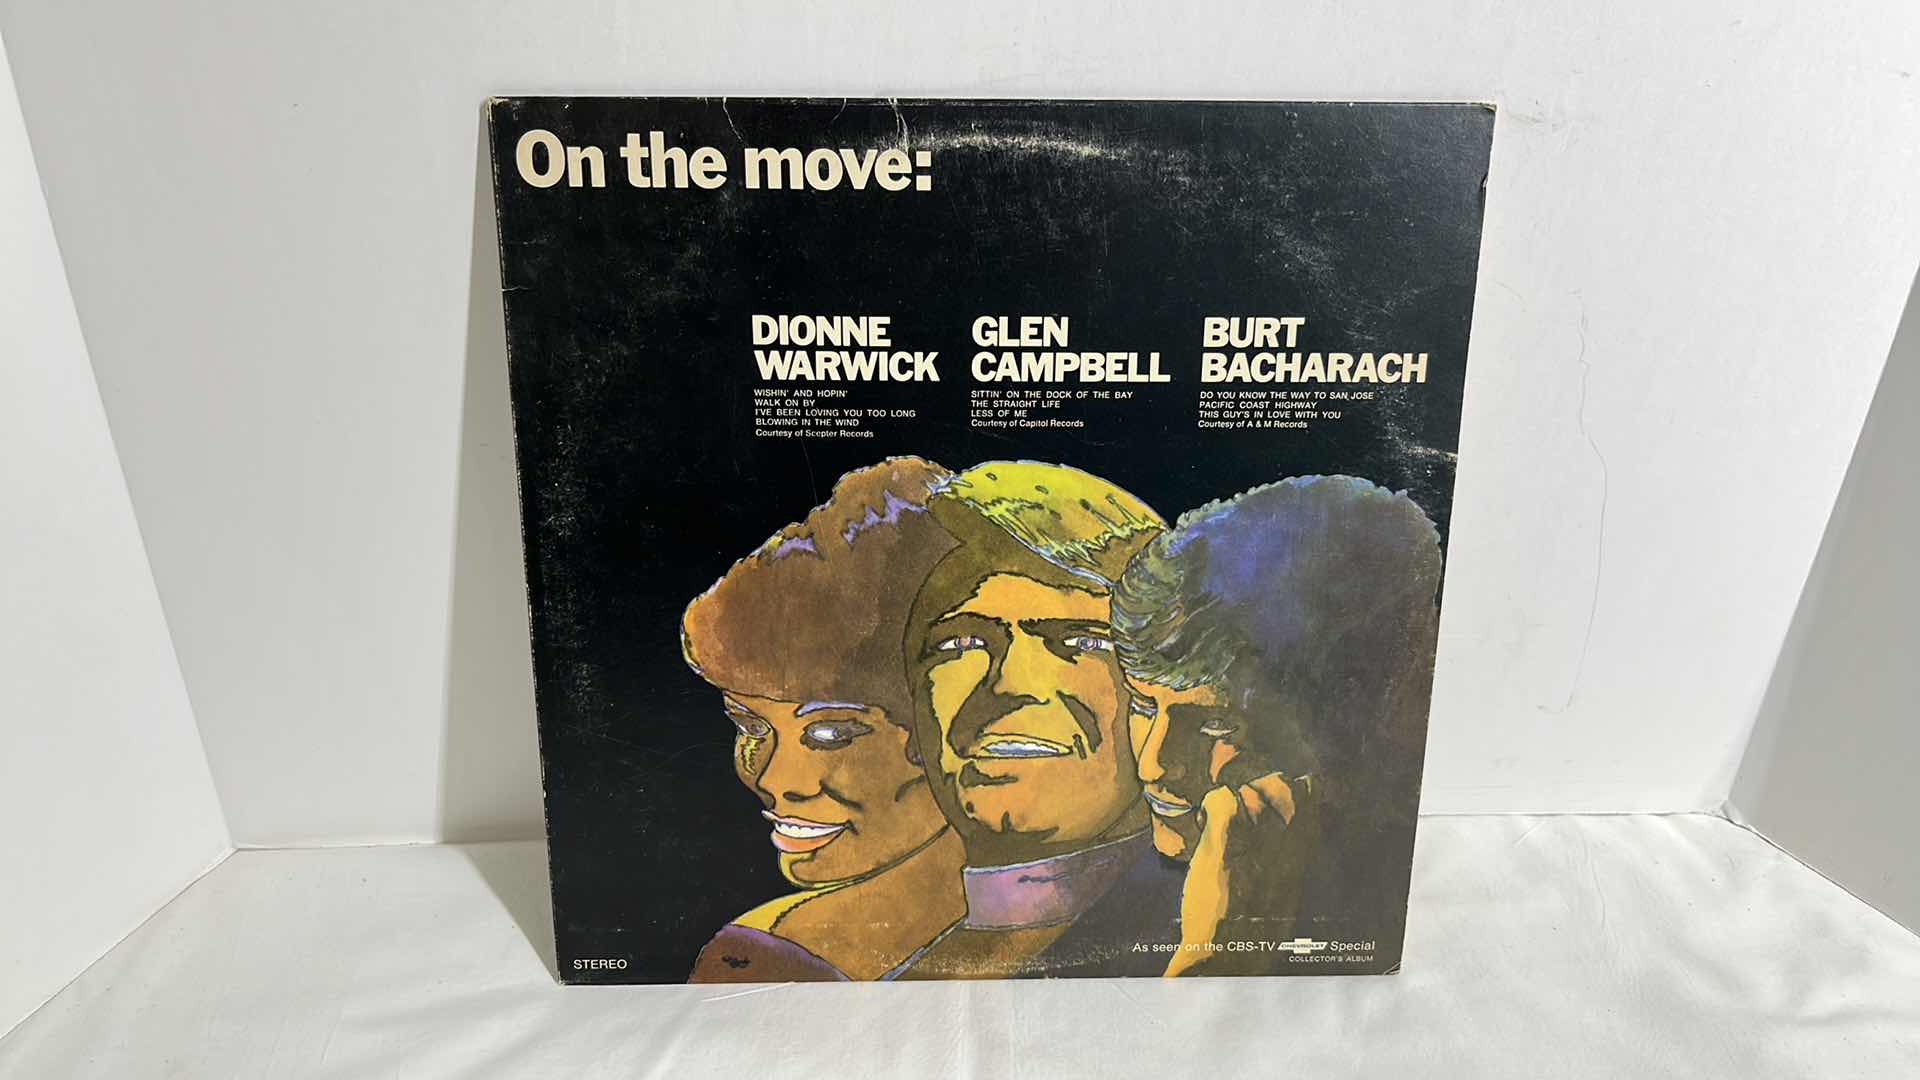 On the move:
DIONNE
WARWICK
WISHIN' AND HOPIN'
WALK ON BY
I'VE BEEN LOVING YOU TOO LONG
BLOWING IN THE WIND
Courtesy of Scepter Records
GLEN
CAMPBELL
SITTIN' ON THE DOCK OF THE BAY
THE STRAIGHT LIFE
LESS OF ME
Courtesy of Capitol Records
BURT
BACHARACH
DO YOU KNOW THE WAY TO SAN JOSE
PACIFIC COAST HIGHWAY
THIS GUY'S IN LOVE WITH YOU
Courtesy of A & M Records
As seen on the CBS-TV CHEVROLET Special
COLLECTOR'S ALBUM
STEREO